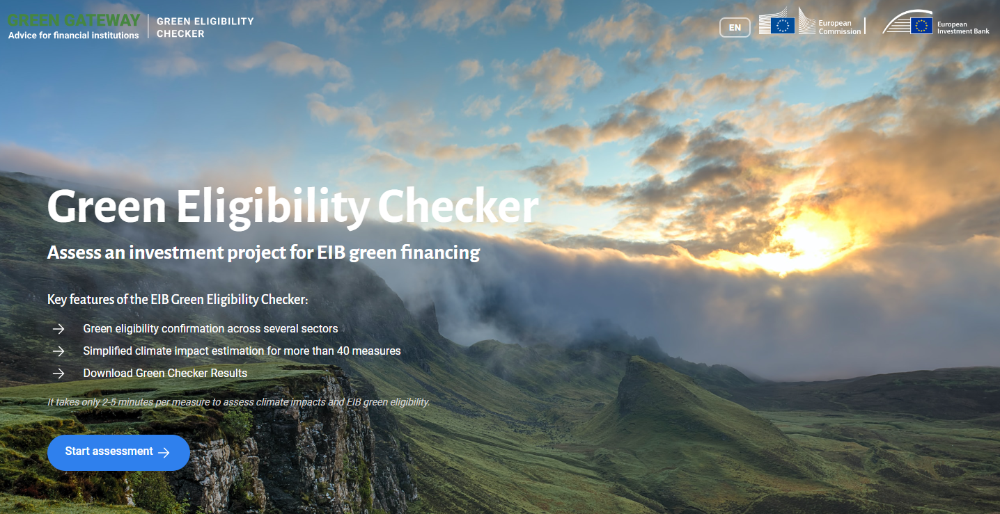 GREEN GATEWAY
Advice for financial institutions
GREEN ELIGIBILITY
CHECKER
EN
European
Commission
European
Investment Bank
Green Eligibility Checker
Assess an investment project for EIB green financing
Key features of the EIB Green Eligibility Checker:
Green eligibility confirmation across several sectors
Simplified climate impact estimation for more than 40 measures
Download Green Checker Results
It takes only 2-5 minutes per measure to assess climate impacts and EIB green eligibility.
Start assessment